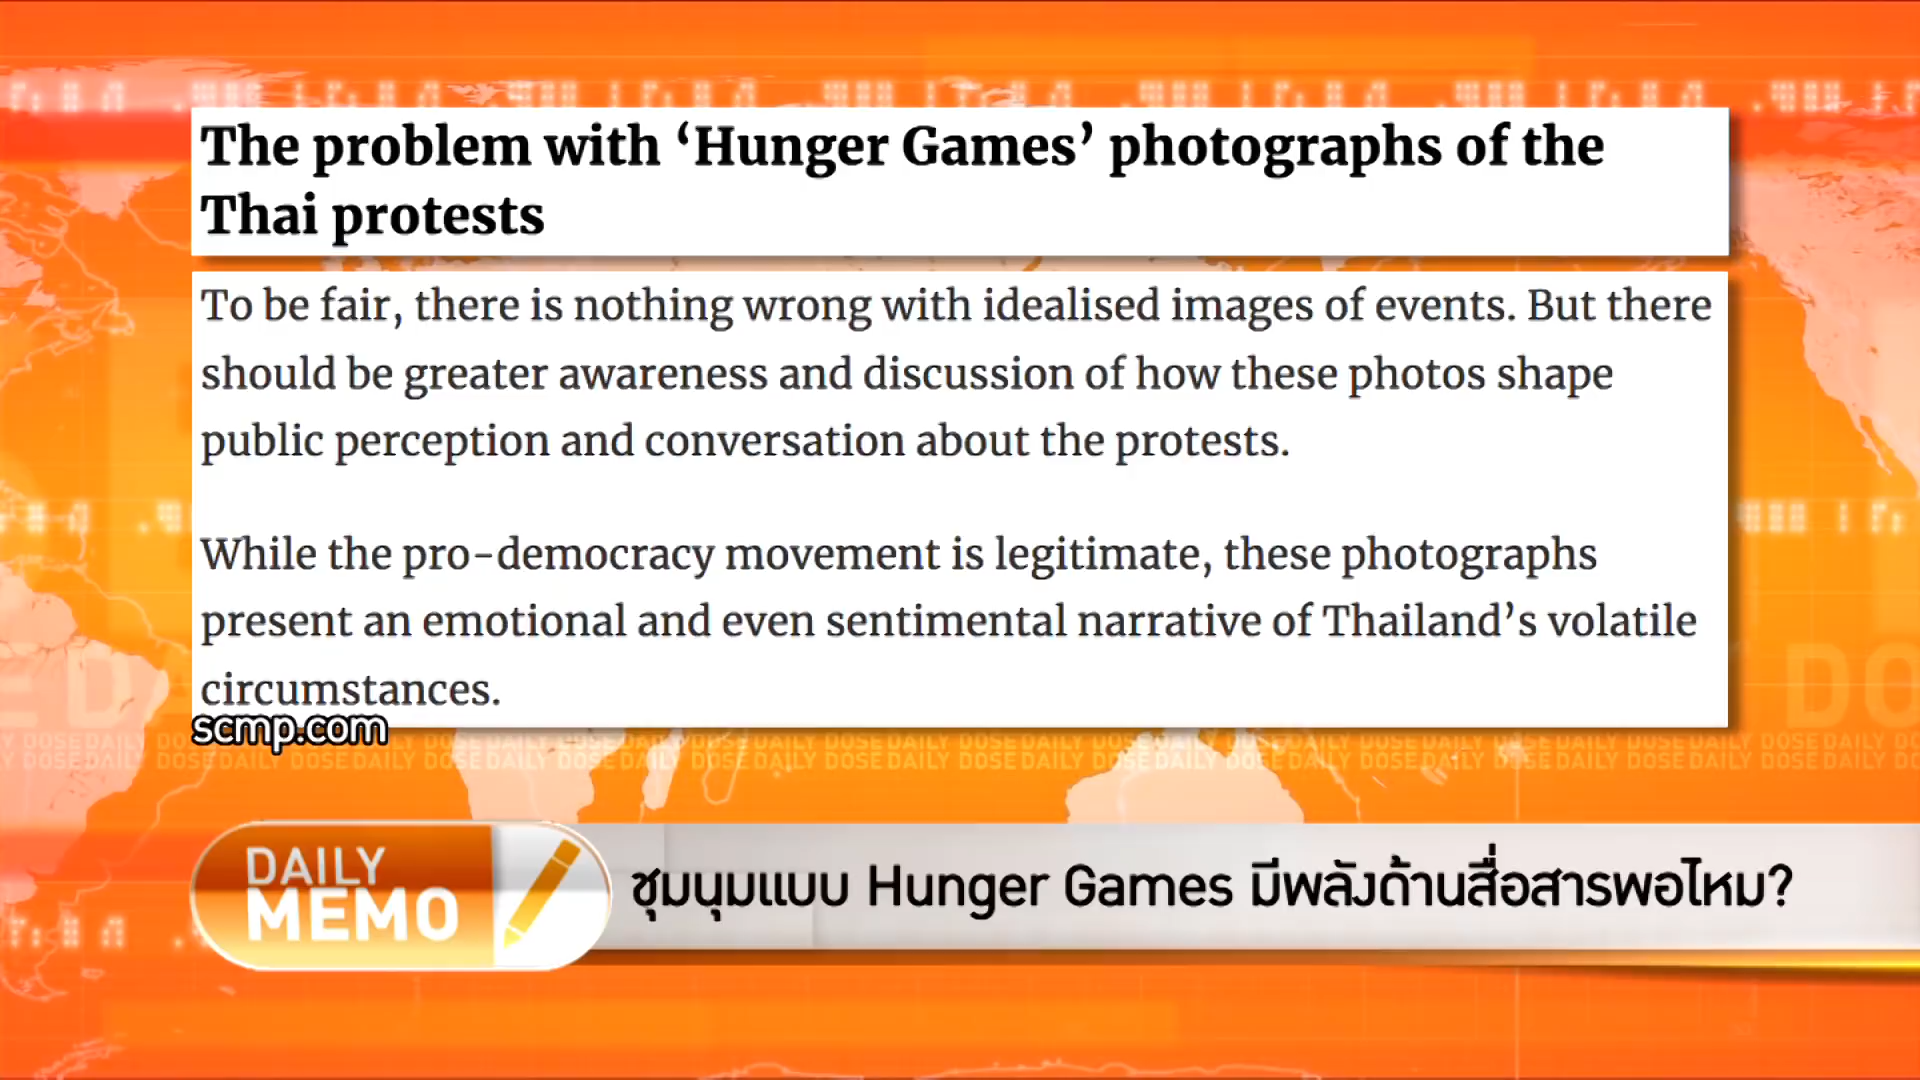 The problem with ‘Hunger Games’ photographs of the
Thai protests
To be fair, there is nothing wrong with idealised images of events. But there
should be greater awareness and discussion of how these photos shape
public perception and conversation about the protests.
While the pro-democracy movement is legitimate, these photographs
present an emotional and even sentimental narrative of Thailand’s volatile
circumstances.
scmp.com
DAILY
MEMO
ชุมนุมแบบ Hunger Games มีพลังด้านสื่อสารพอไหม?